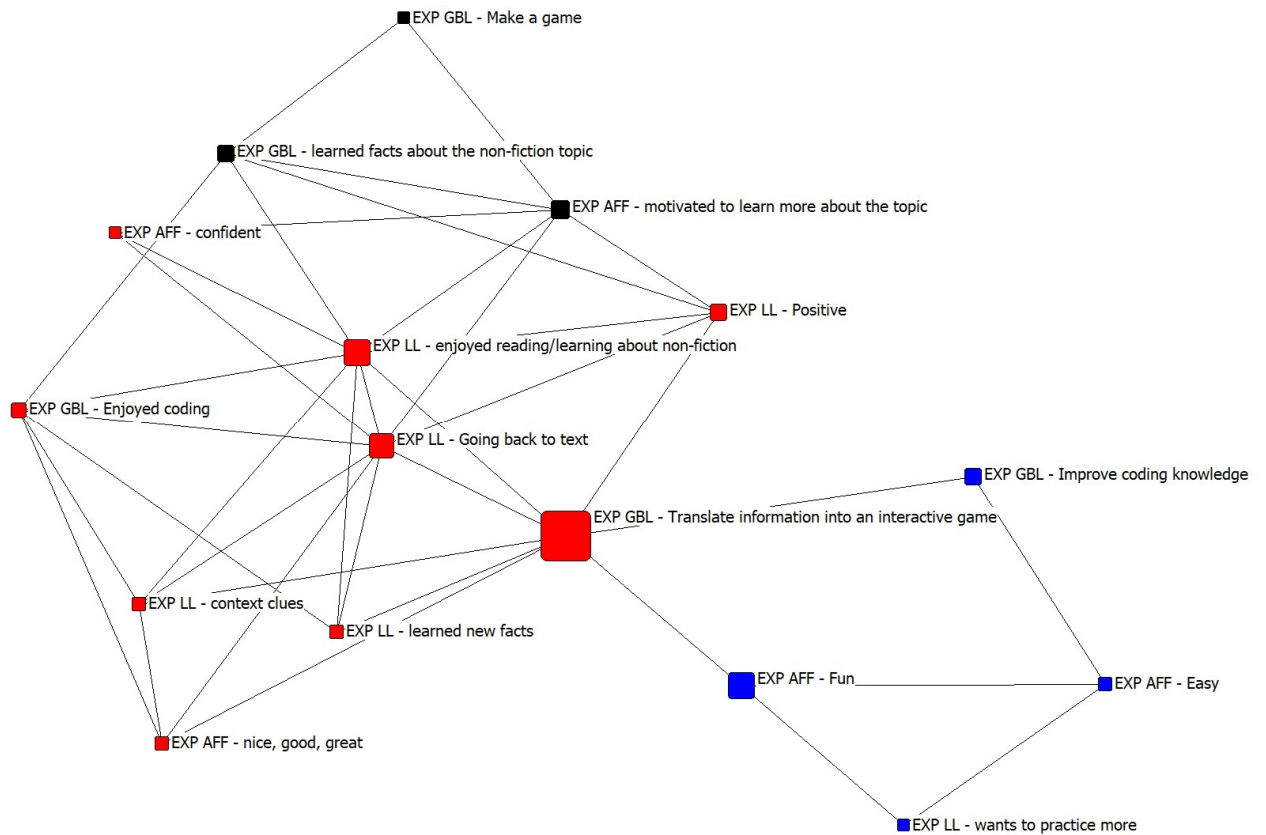 EXP GBL - Make a game
EXP GBL - learned facts about the non-fiction topic
EXP AFF - motivated to learn more about the topic
EXP AFF - confident
EXP LL - Positive
EXP LL - enjoyed reading/learning about non-fiction
EXP GBL - Enjoyed coding
EXP LL - Going back to text
EXP GBL - Improve coding knowledge
EXP GBL - Translate information into an interactive game
EXP LL - context clues
EXP LL - learned new facts
EXP AFF - Fun
EXP AFF - Easy
EXP AFF - nice, good, great
EXP LL - wants to practice more